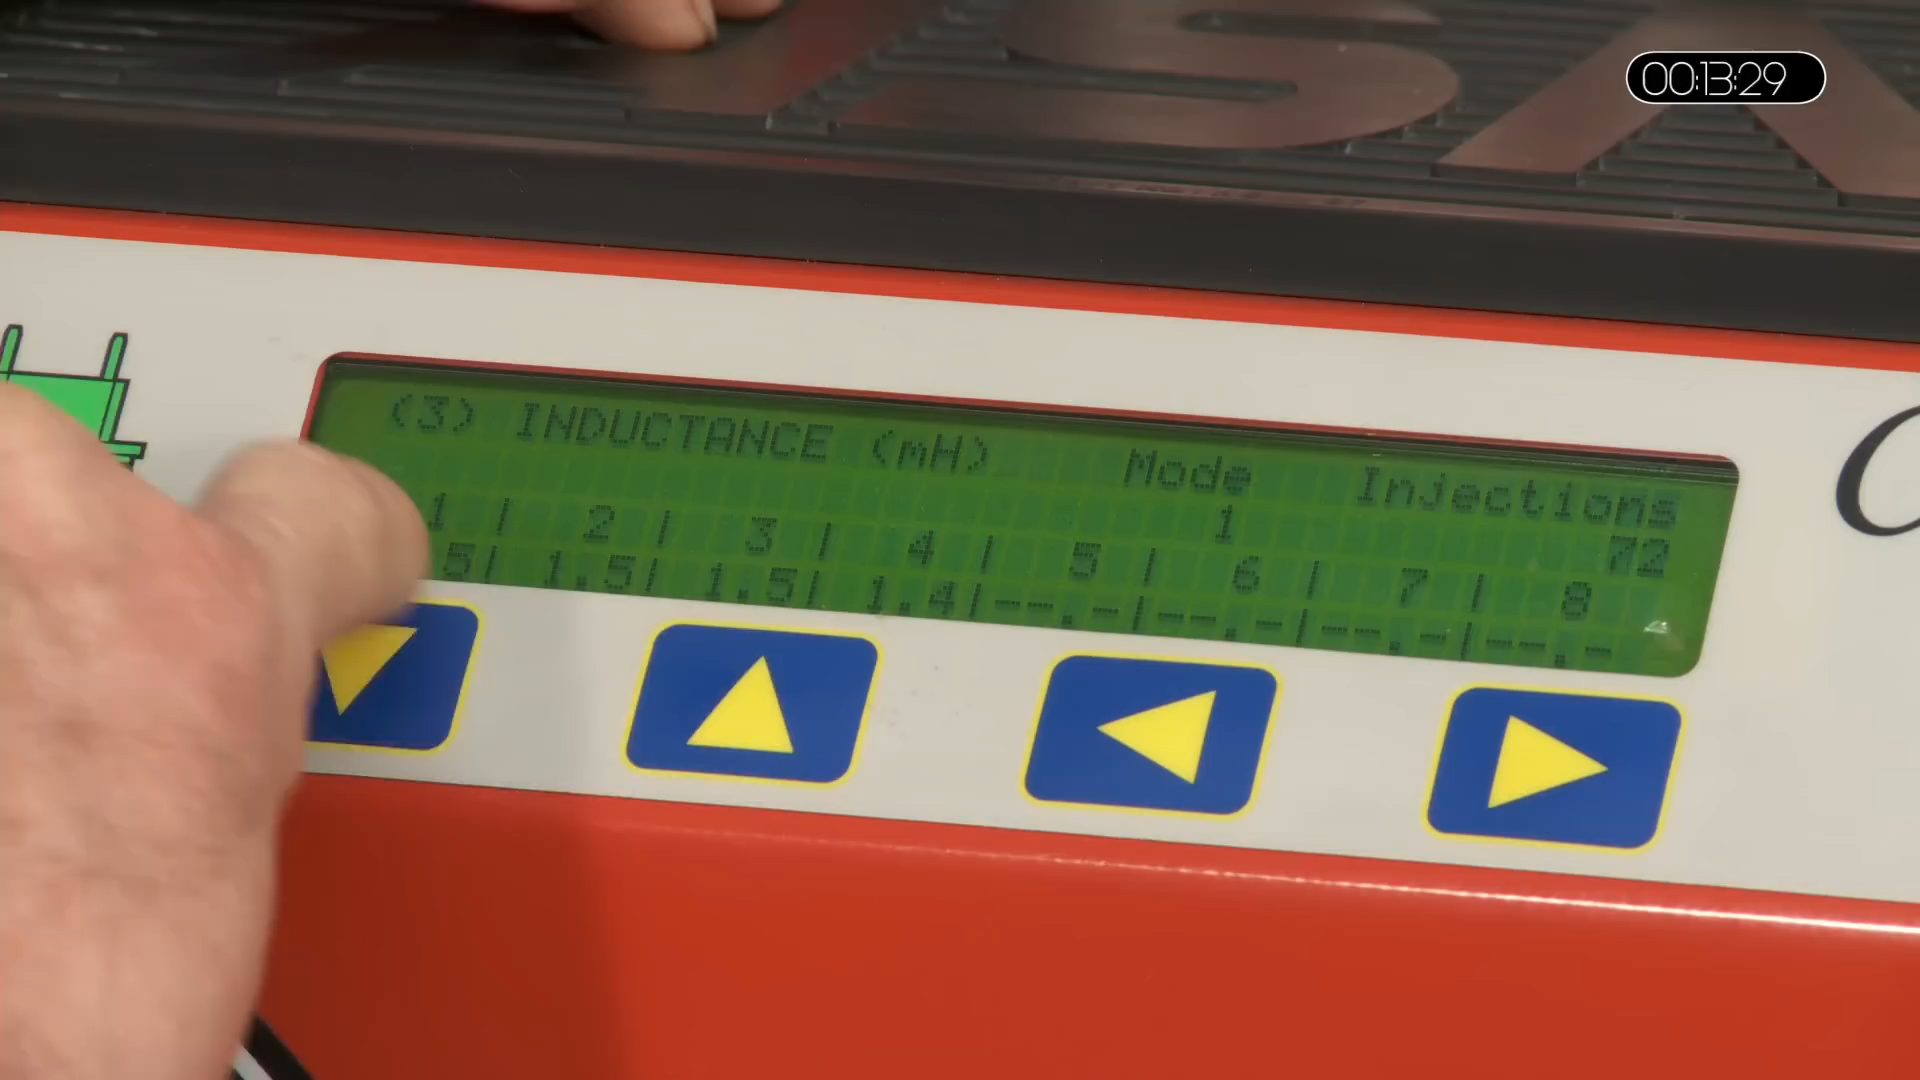 00:13:29
(3) INDUCTANCE (mH) Mode Injections
1 72
1 | 2 | 3 | 4 | 5 | 6 | 7 | 8
5| 1.5| 1.5| 1.4|--.-|--.-|--.-|--.-